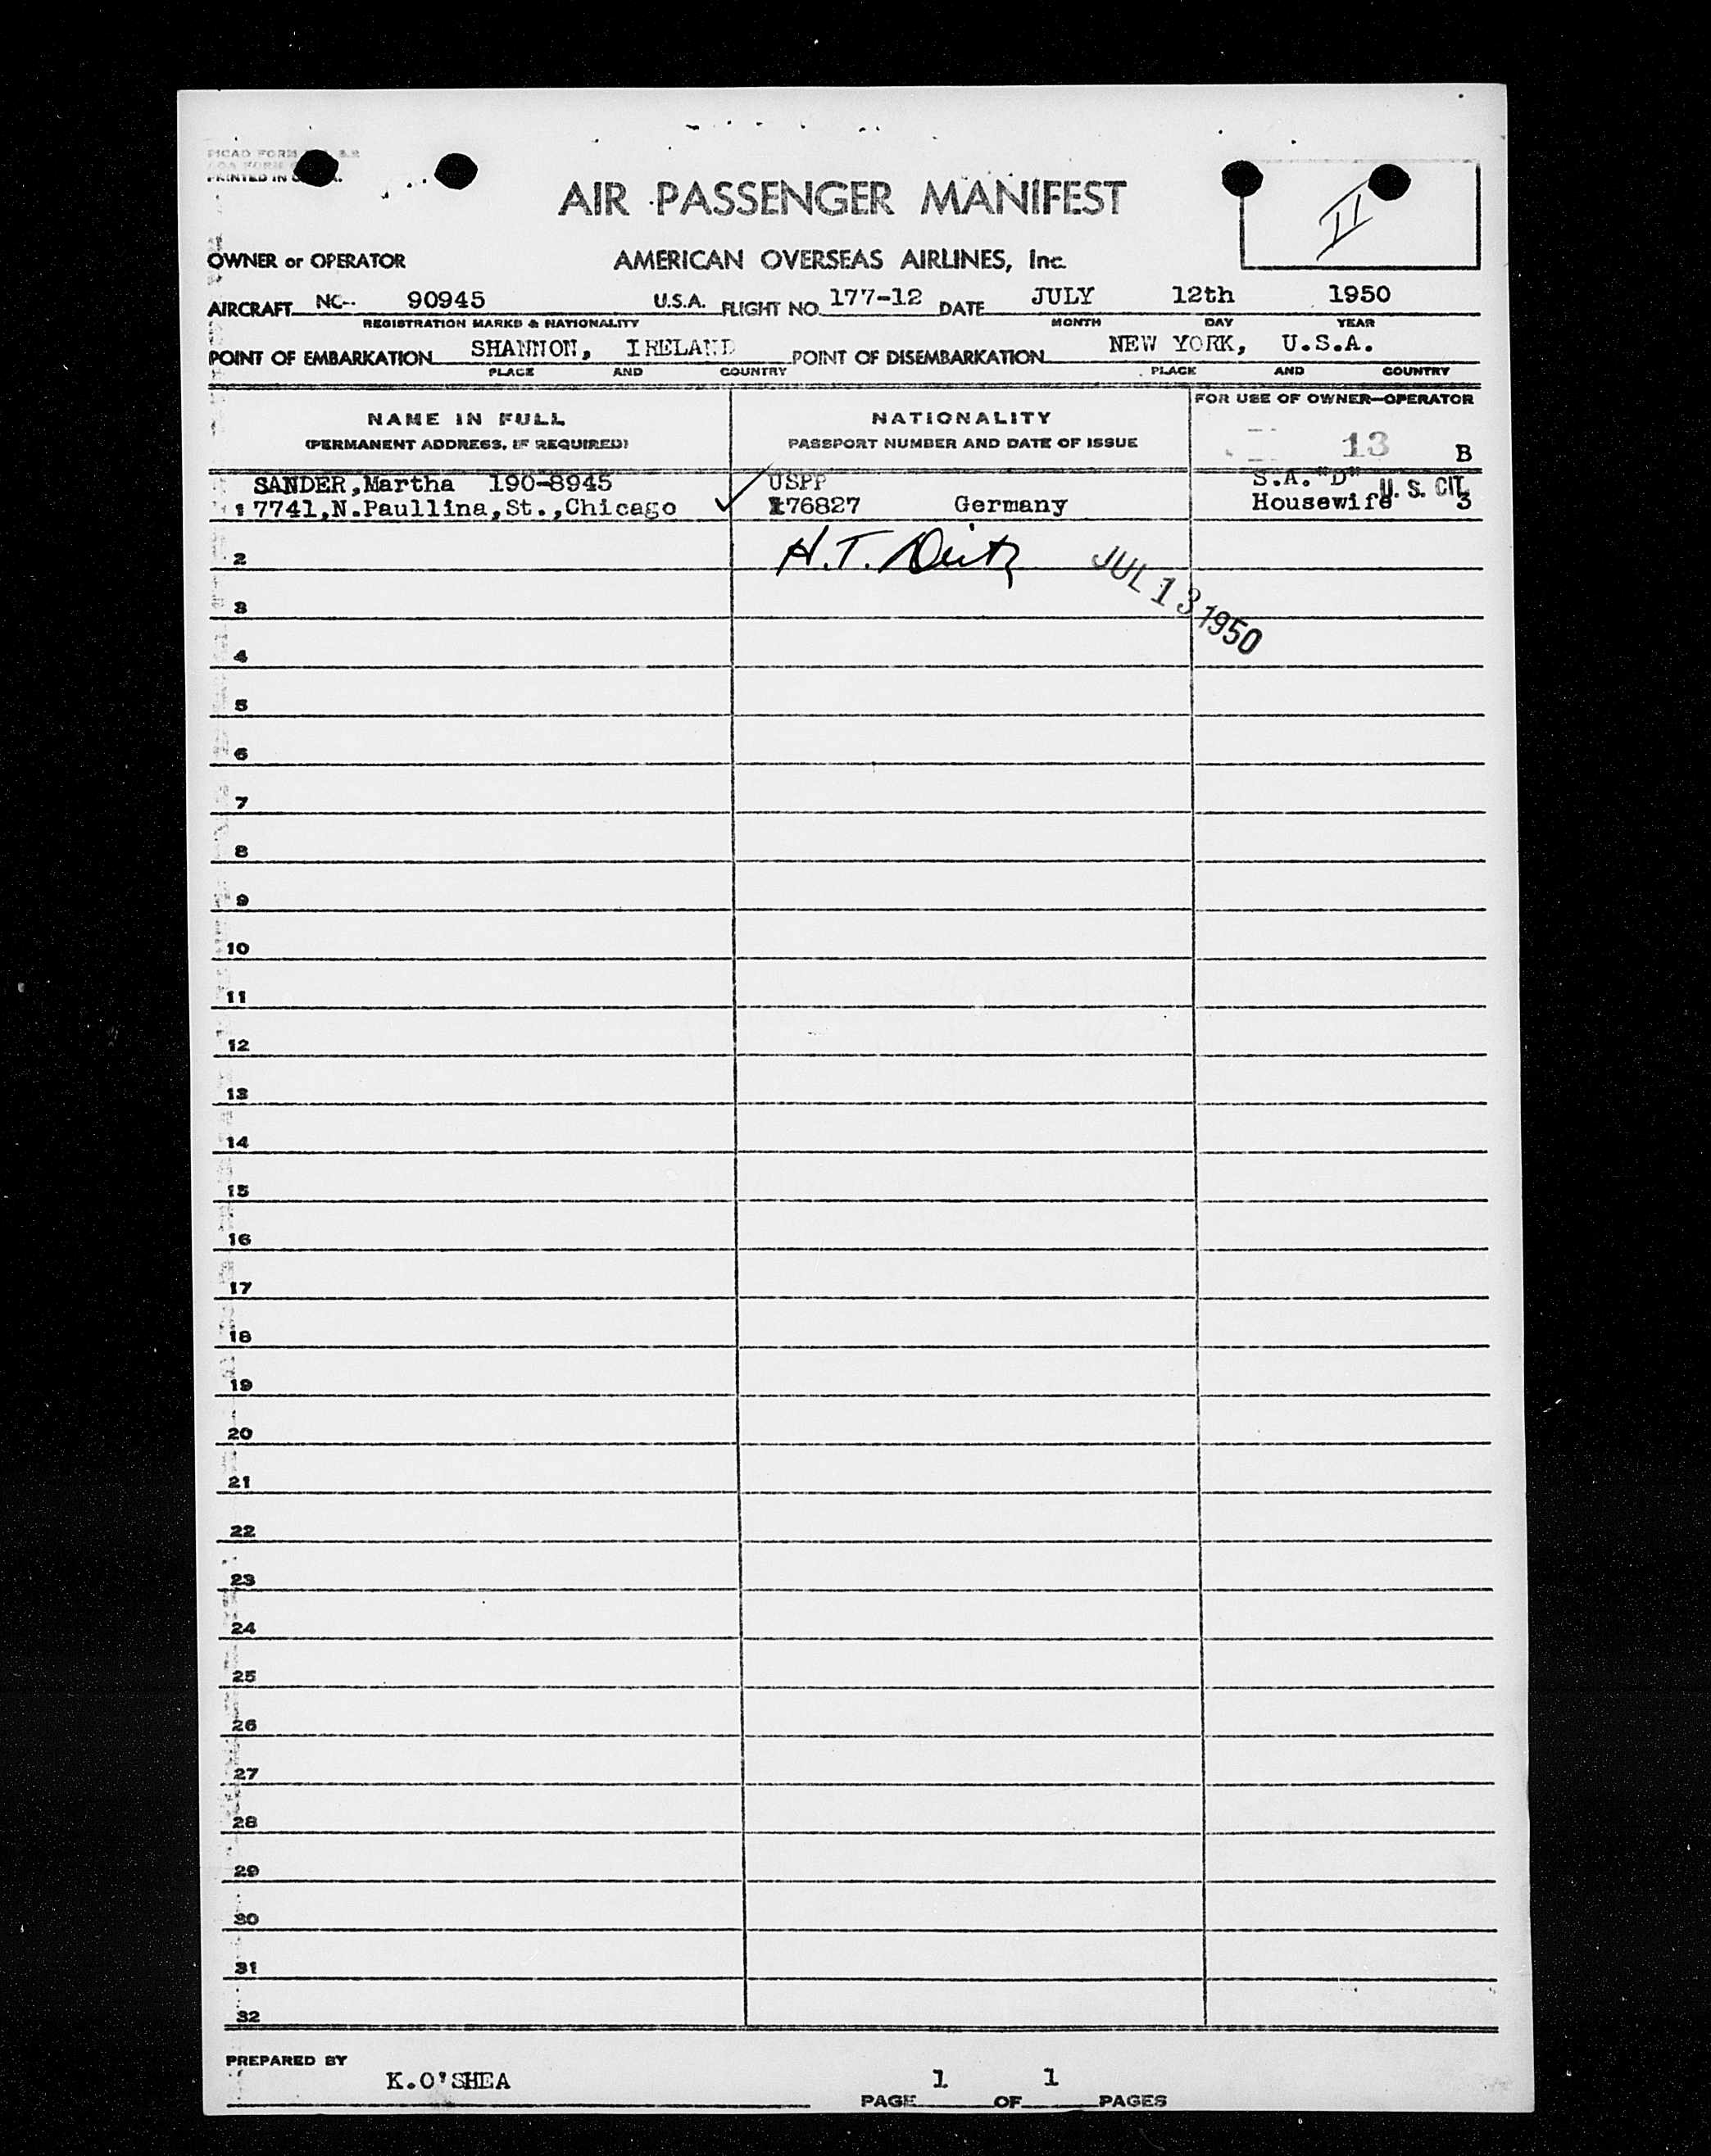 PRINTED IN
AIR PASSENGER MANIFEST
II
OWNER or OPERATOR AMERICAN OVERSEAS AIRLINES, Inc.
AIRCRAFT NC-- 90945 U.S.A. FLIGHT NO. 177-12 DATE JULY 12th 1950
REGISTRATION MARKS & NATIONALITY MONTH DAY YEAR
POINT OF EMBARKATION SHANNON, IRELAND POINT OF DISEMBARKATION NEW YORK, U.S.A.
PLACE AND COUNTRY PLACE AND COUNTRY
NAME IN FULL NATIONALITY FOR USE OF OWNER—OPERATOR
(PERMANENT ADDRESS, IF REQUIRED) PASSPORT NUMBER AND DATE OF ISSUE 13 B
SANDER,Martha 190-8945 USPP S.A."D" U. S. CIT.
1 7741,N.Paullina,St.,Chicago 176827 Germany Housewife 3
2 H.T. Deitz JUL 13 1950
3
4
5
6
7
8
9
10
11
12
13
14
15
16
17
18
19
20
21
22
23
24
25
26
27
28
29
30
31
32
PREPARED BY K.O'SHEA
PAGE 1 OF 1 PAGES